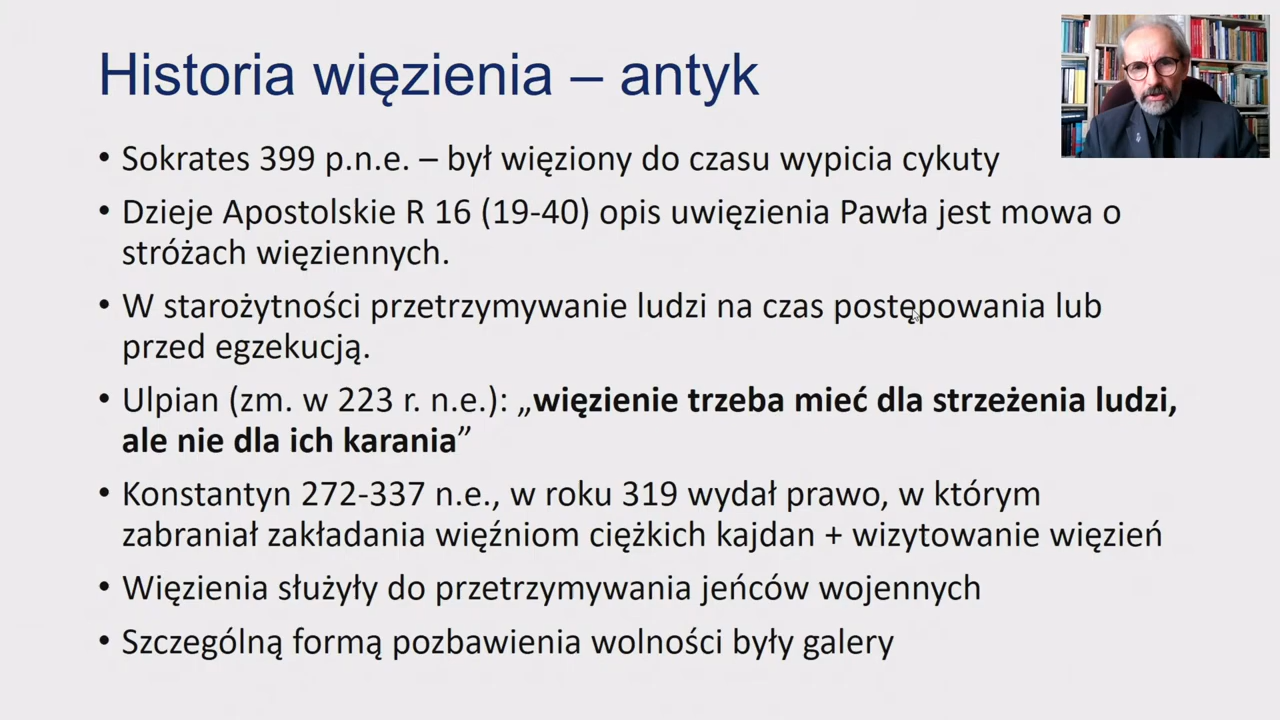 Historia więzienia – antyk
• Sokrates 399 p.n.e. – był więziony do czasu wypicia cykuty
• Dzieje Apostolskie R 16 (19-40) opis uwięzienia Pawła jest mowa o
stróżach więziennych.
• W starożytności przetrzymywanie ludzi na czas postępowania lub
przed egzekucją.
• Ulpian (zm. w 223 r. n.e.): „więzienie trzeba mieć dla strzeżenia ludzi,
ale nie dla ich karania”
• Konstantyn 272-337 n.e., w roku 319 wydał prawo, w którym
zabraniał zakładania więźniom ciężkich kajdan + wizytowanie więzień
• Więzienia służyły do przetrzymywania jeńców wojennych
• Szczególną formą pozbawienia wolności były galery